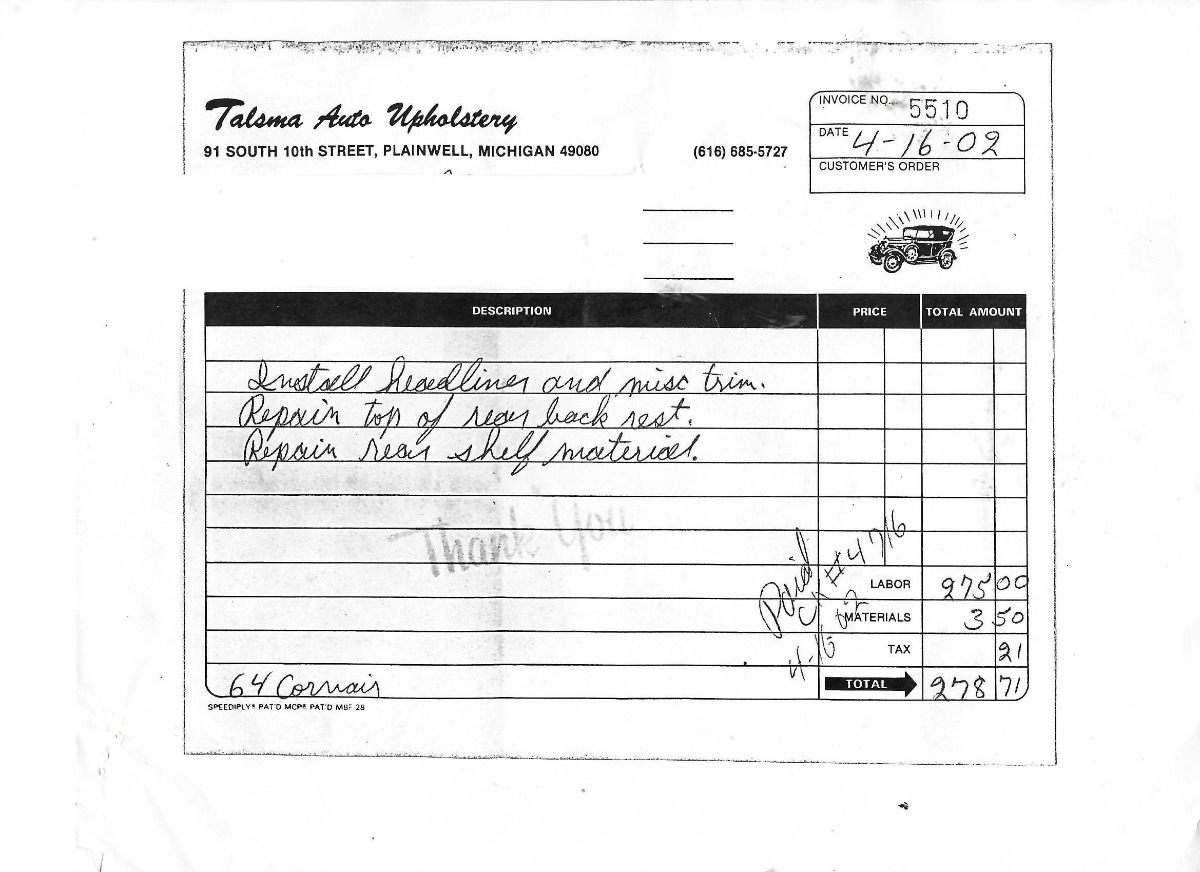 Talsma Auto Upholstery
91 SOUTH 10th STREET, PLAINWELL, MICHIGAN 49080
(616) 685-5727
INVOICE NO. 5510
DATE 4-16-02
CUSTOMER'S ORDER
DESCRIPTION PRICE TOTAL AMOUNT
Install headliner and misc trim.
Repair top of rear back rest.
Repair rear shelf material.
Thank You
Paid
CK #4716
4-16-02
LABOR 275 00
MATERIALS 3 50
TAX 21
64 Corvair
TOTAL 278 71
SPEEDIPLY® PAT'D MCP® PAT'D MBF 28